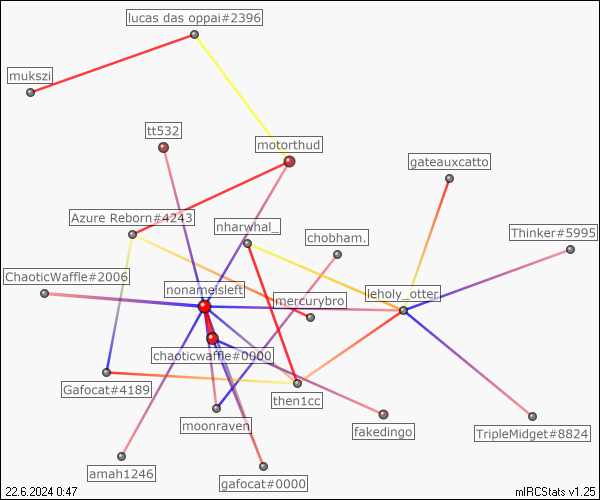 lucas das oppai#2396
mukszi
tt532
motorthud
gateauxcatto
Azure Reborn#4243
nharwhal_
chobham.
Thinker#5995
ChaoticWaffle#2006
nonameisleft
mercurybro
leholy_otter
chaoticwaffle#0000
Gafocat#4189
then1cc
moonraven
fakedingo
TripleMidget#8824
amah1246
gafocat#0000
22.6.2024 0:47
mIRCStats v1.25